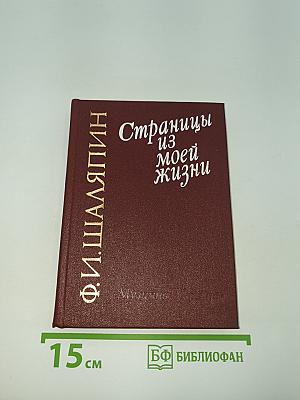 Ф.И.ШАЛЯПИН
Страницы
из
моей
жизни
15 см
БФ БИБЛИОФАН